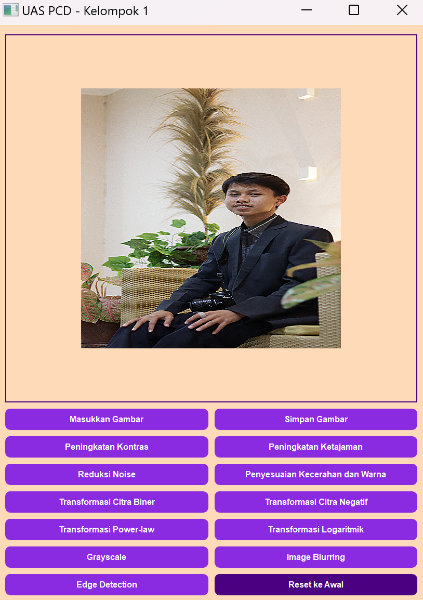 UAS PCD - Kelompok 1
Masukkan Gambar
Simpan Gambar
Peningkatan Kontras
Peningkatan Ketajaman
Reduksi Noise
Penyesuaian Kecerahan dan Warna
Transformasi Citra Biner
Transformasi Citra Negatif
Transformasi Power-law
Transformasi Logaritmik
Grayscale
Image Blurring
Edge Detection
Reset ke Awal